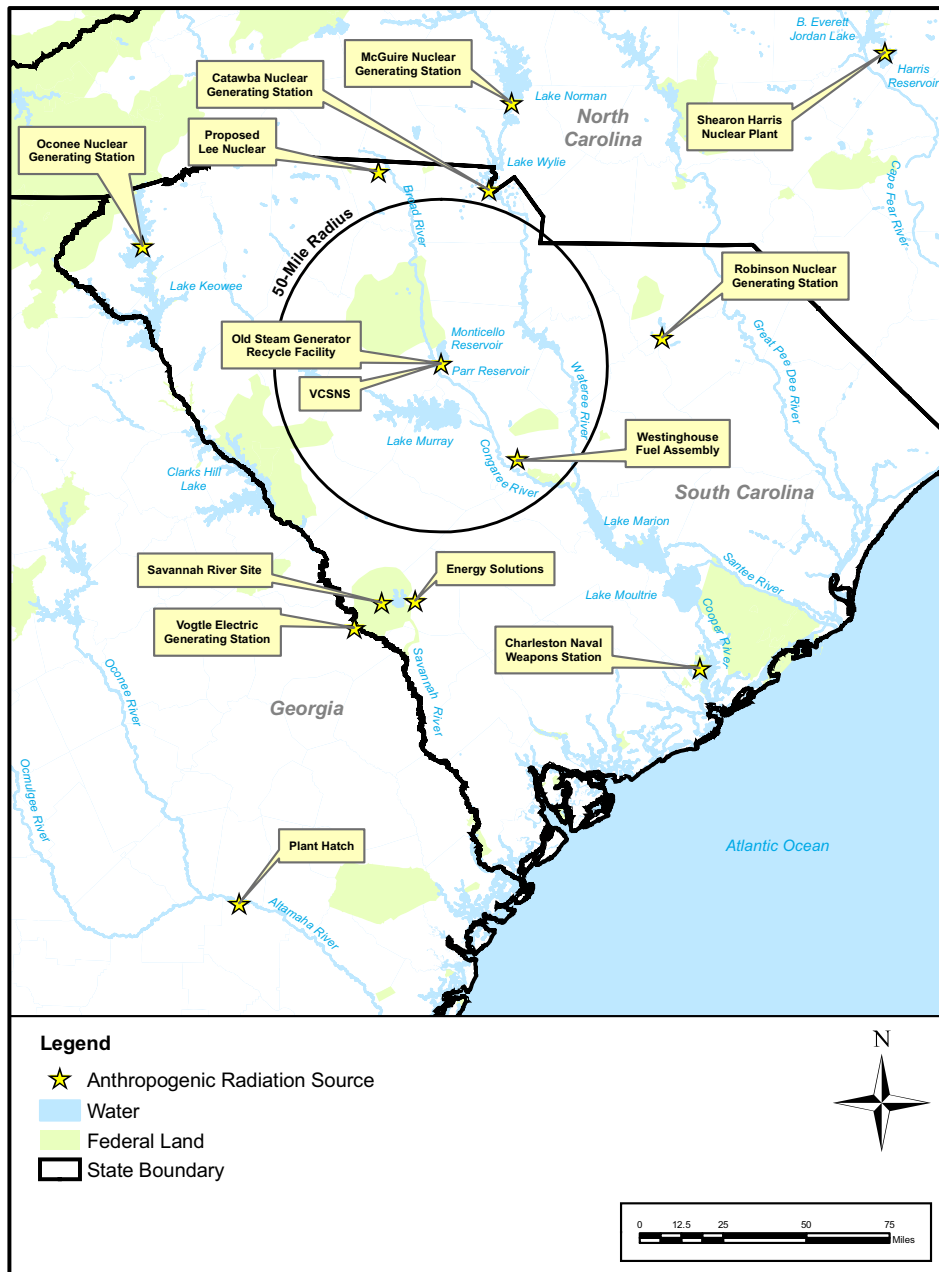 B. Everett
Jordan Lake
McGuire Nuclear
Generating Station
Harris
Reservoir
Catawba Nuclear
Generating Station
Lake Norman
North
Carolina
Shearon Harris
Nuclear Plant
Proposed
Lee Nuclear
Oconee Nuclear
Generating Station
Lake Wylie
Cape Fear River
Broad River
50-Mile Radius
Robinson Nuclear
Generating Station
Lake Keowee
Great Pee Dee River
Old Steam Generator
Recycle Facility
Monticello
Reservoir
Parr Reservoir
VCSNS
Wateree River
Lake Murray
Westinghouse
Fuel Assembly
Congaree River
Clarks Hill
Lake
South Carolina
Lake Marion
Santee River
Savannah River Site
Energy Solutions
Lake Moultrie
Vogtle Electric
Generating Station
Cooper River
Charleston Naval
Weapons Station
Oconee River
Savannah River
Georgia
Ocmulgee River
Plant Hatch
Atlantic Ocean
Altamaha River
Legend
Anthropogenic Radiation Source
Water
Federal Land
State Boundary
N
0 12.5 25 50 75
Miles